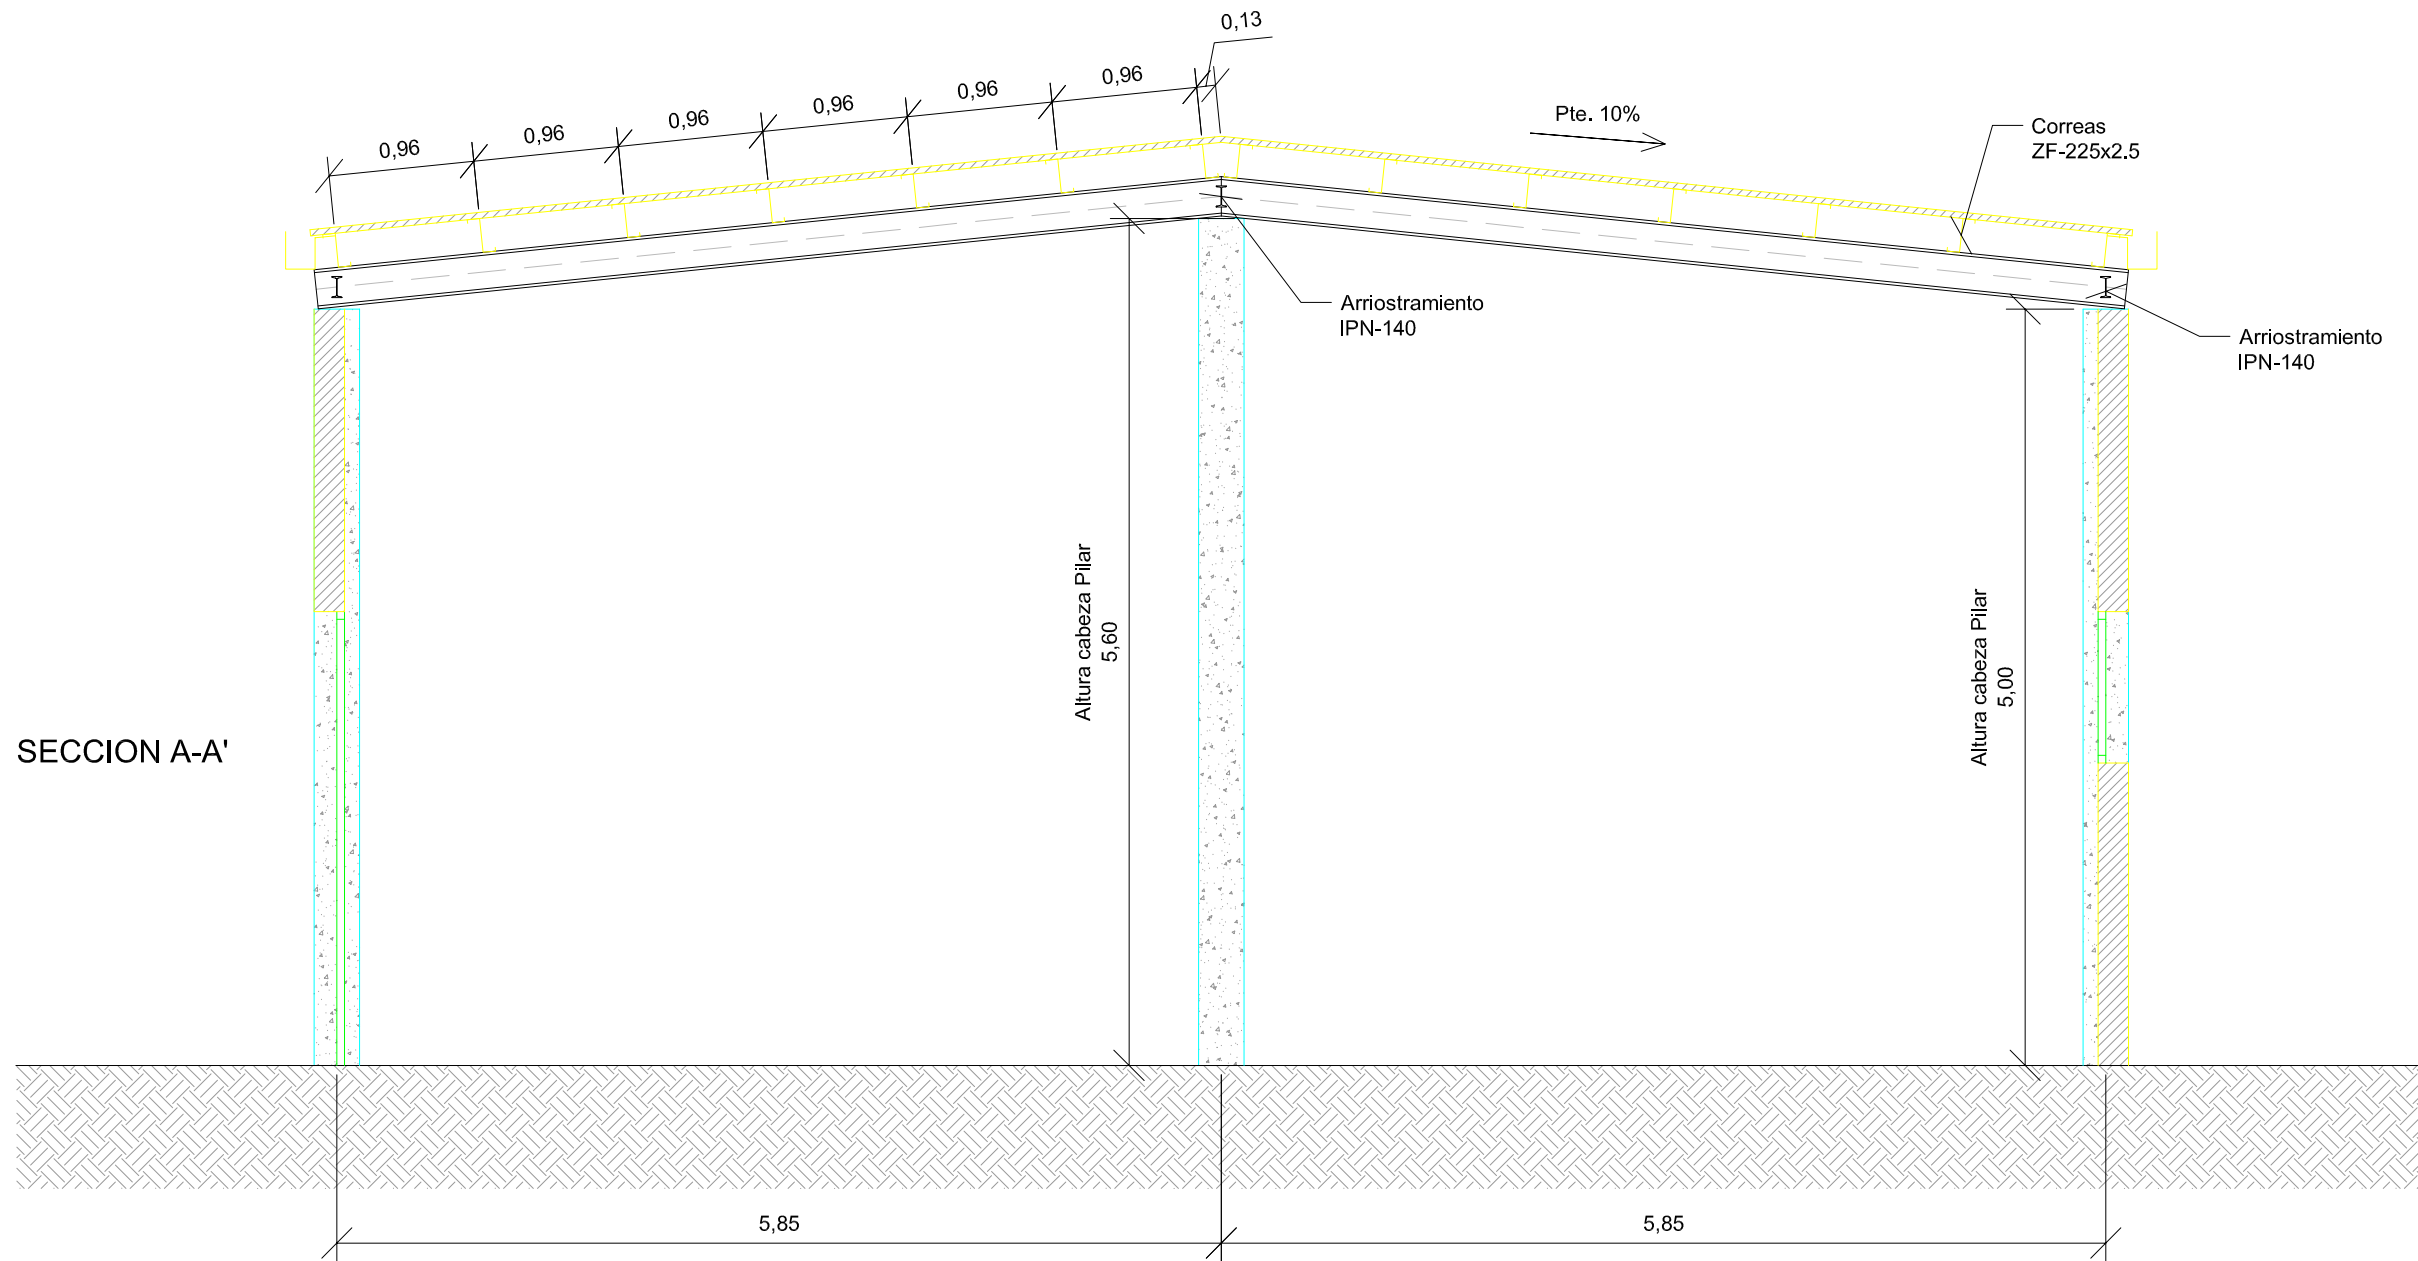 0,13
0,96
0,96
0,96
0,96
0,96
0,96
Pte. 10%
Correas
ZF-225x2.5
Arriostramiento
IPN-140
Arriostramiento
IPN-140
Altura cabeza Pilar
5,60
Altura cabeza Pilar
5,00
SECCION A-A'
5,85
5,85